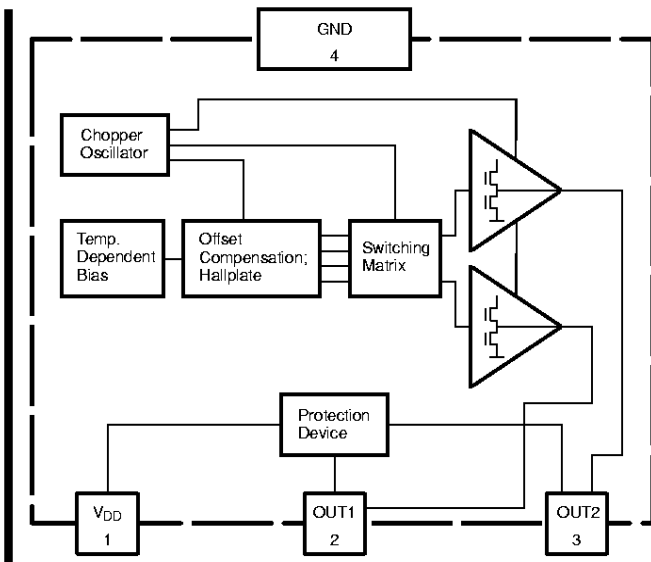 GND
4
Chopper
Oscillator
Temp.
Dependent
Bias
Offset
Compensation;
Hallplate
Switching
Matrix
Protection
Device
VDD
1
OUT1
2
OUT2
3